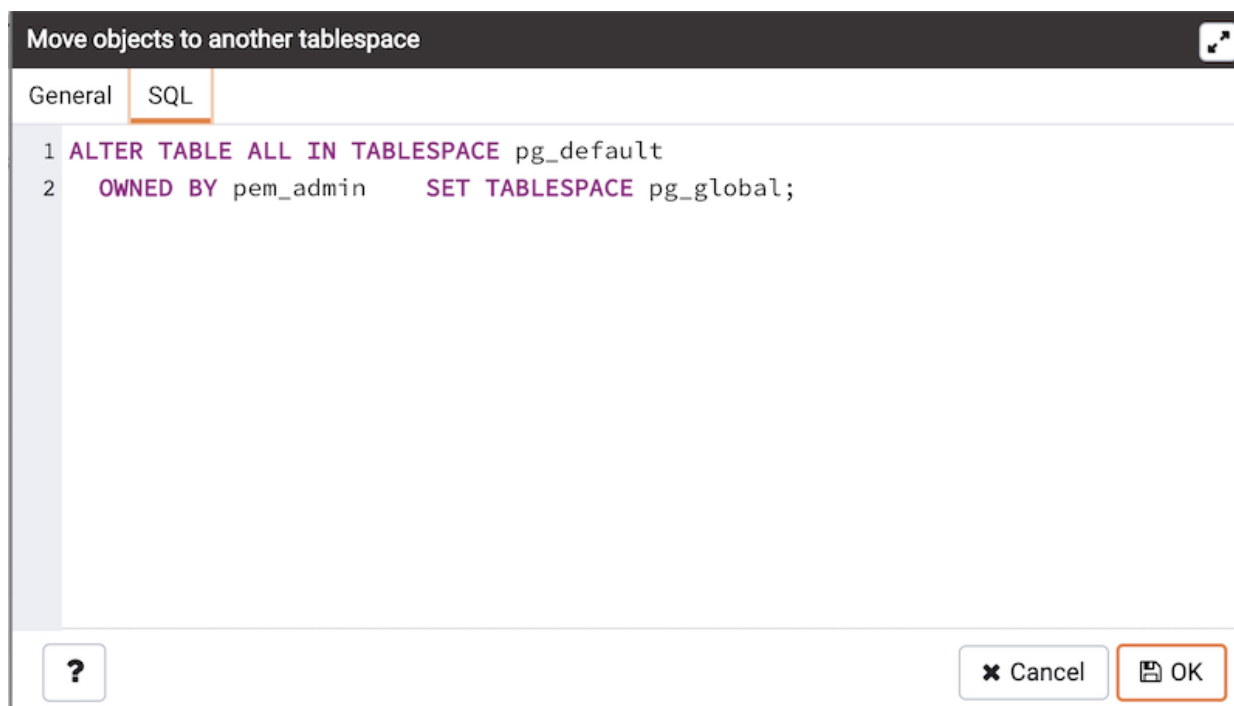 Move objects to another tablespace
General SQL
1 ALTER TABLE ALL IN TABLESPACE pg_default
2 OWNED BY pem_admin    SET TABLESPACE pg_global;
? Cancel OK